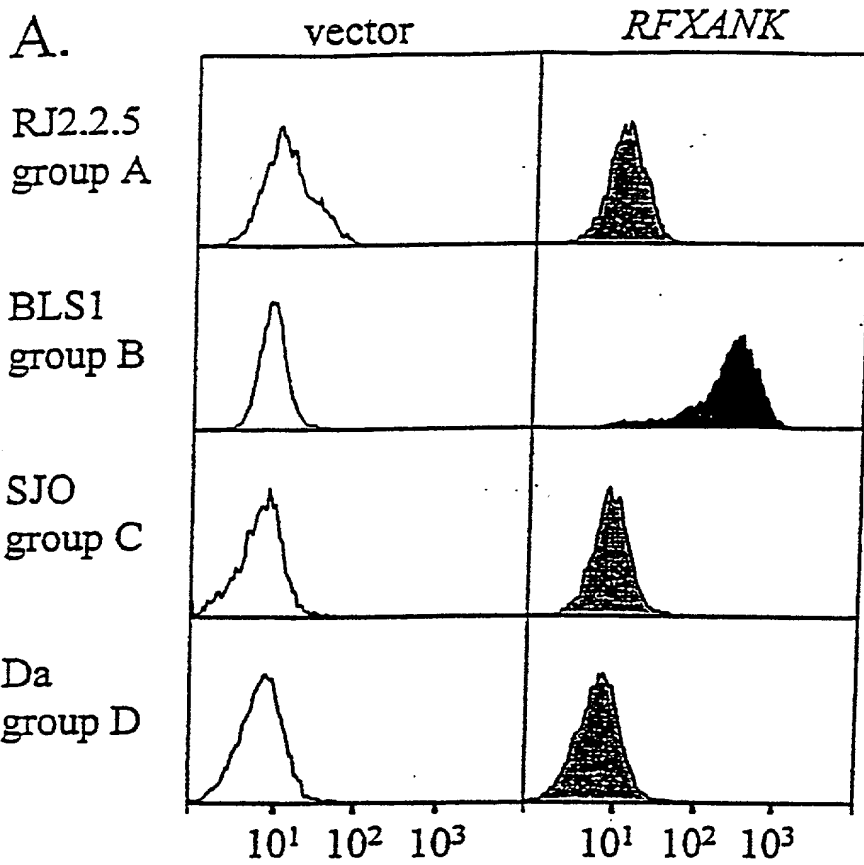 A.
vector RFXANK
RJ2.2.5
group A
BLS1
group B
SJO
group C
Da
group D
10¹ 10² 10³ 10¹ 10² 10³